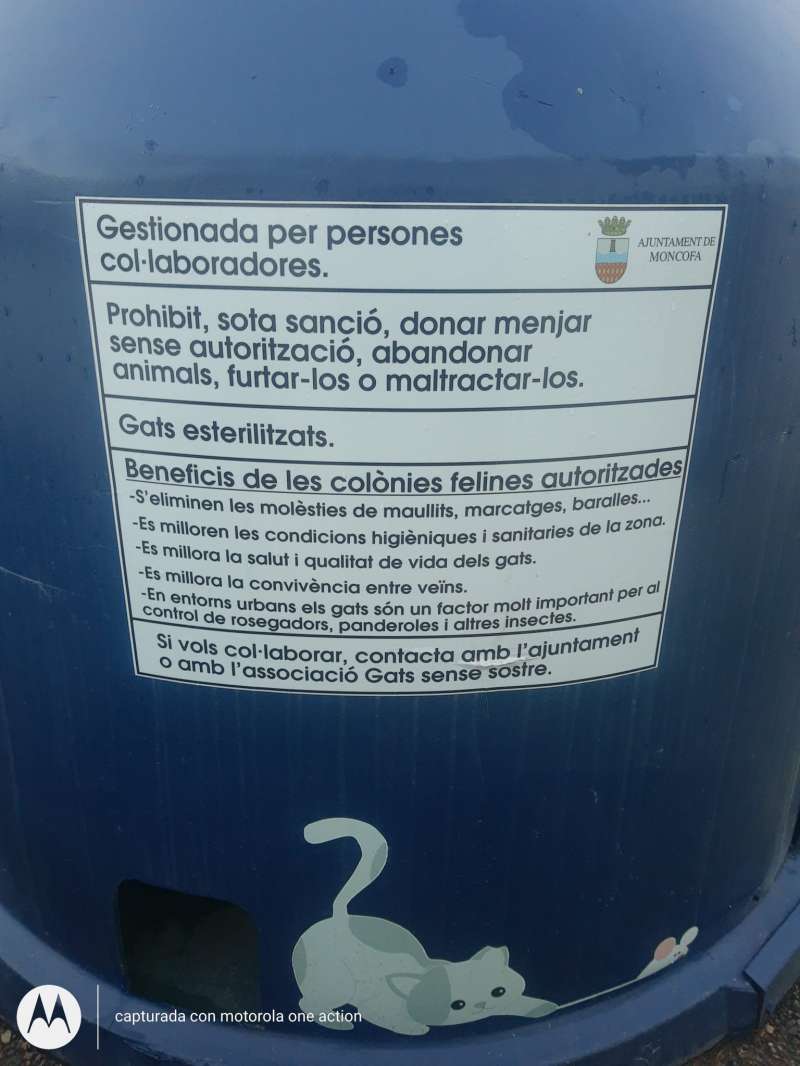 Gestionada per persones
col·laboradores.
AJUNTAMENT DE
MONCOFA
Prohibit, sota sanció, donar menjar
sense autorització, abandonar
animals, furtar-los o maltractar-los.
Gats esterilitzats.
Beneficis de les colònies felines autoritzades
-S'eliminen les molèsties de maullits, marcatges, baralles...
-Es milloren les condicions higièniques i sanitaries de la zona.
-Es millora la salut i qualitat de vida dels gats.
-Es millora la convivència entre veïns.
-En entorns urbans els gats són un factor molt important per al
control de rosegadors, panderoles i altres insectes.
Si vols col·laborar, contacta amb l'ajuntament
o amb l'associació Gats sense sostre.
capturada con motorola one action